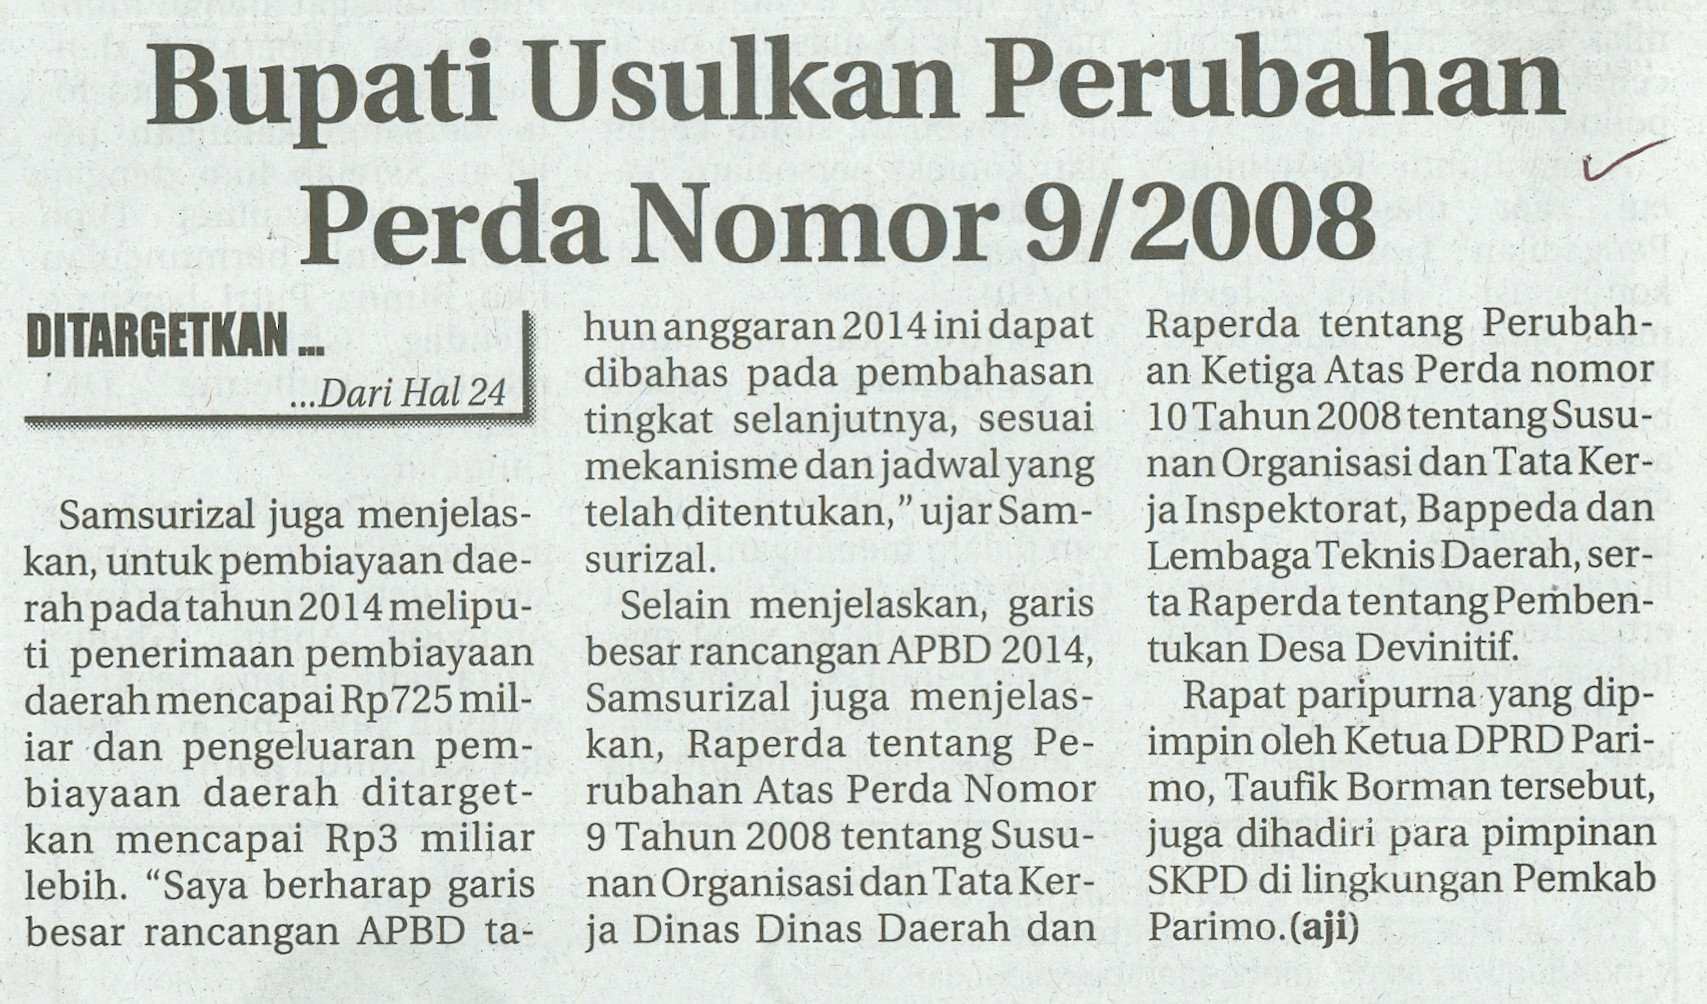 Bupati Usulkan Perubahan
Perda Nomor 9/2008
DITARGETKAN ...
...Dari Hal 24
Samsurizal juga menjelas-
kan, untuk pembiayaan dae-
rah pada tahun 2014 melipu-
ti penerimaan pembiayaan
daerah mencapai Rp725 mil-
iar dan pengeluaran pem-
biayaan daerah ditarget-
kan mencapai Rp3 miliar
lebih. “Saya berharap garis
besar rancangan APBD ta-
hun anggaran 2014 ini dapat
dibahas pada pembahasan
tingkat selanjutnya, sesuai
mekanisme dan jadwal yang
telah ditentukan,” ujar Sam-
surizal.
Selain menjelaskan, garis
besar rancangan APBD 2014,
Samsurizal juga menjelas-
kan, Raperda tentang Pe-
rubahan Atas Perda Nomor
9 Tahun 2008 tentang Susu-
nan Organisasi dan Tata Ker-
ja Dinas Dinas Daerah dan
Raperda tentang Perubah-
an Ketiga Atas Perda nomor
10 Tahun 2008 tentang Susu-
nan Organisasi dan Tata Ker-
ja Inspektorat, Bappeda dan
Lembaga Teknis Daerah, ser-
ta Raperda tentang Pemben-
tukan Desa Devinitif.
Rapat paripurna yang dip-
impin oleh Ketua DPRD Pari-
mo, Taufik Borman tersebut,
juga dihadiri para pimpinan
SKPD di lingkungan Pemkab
Parimo.(aji)